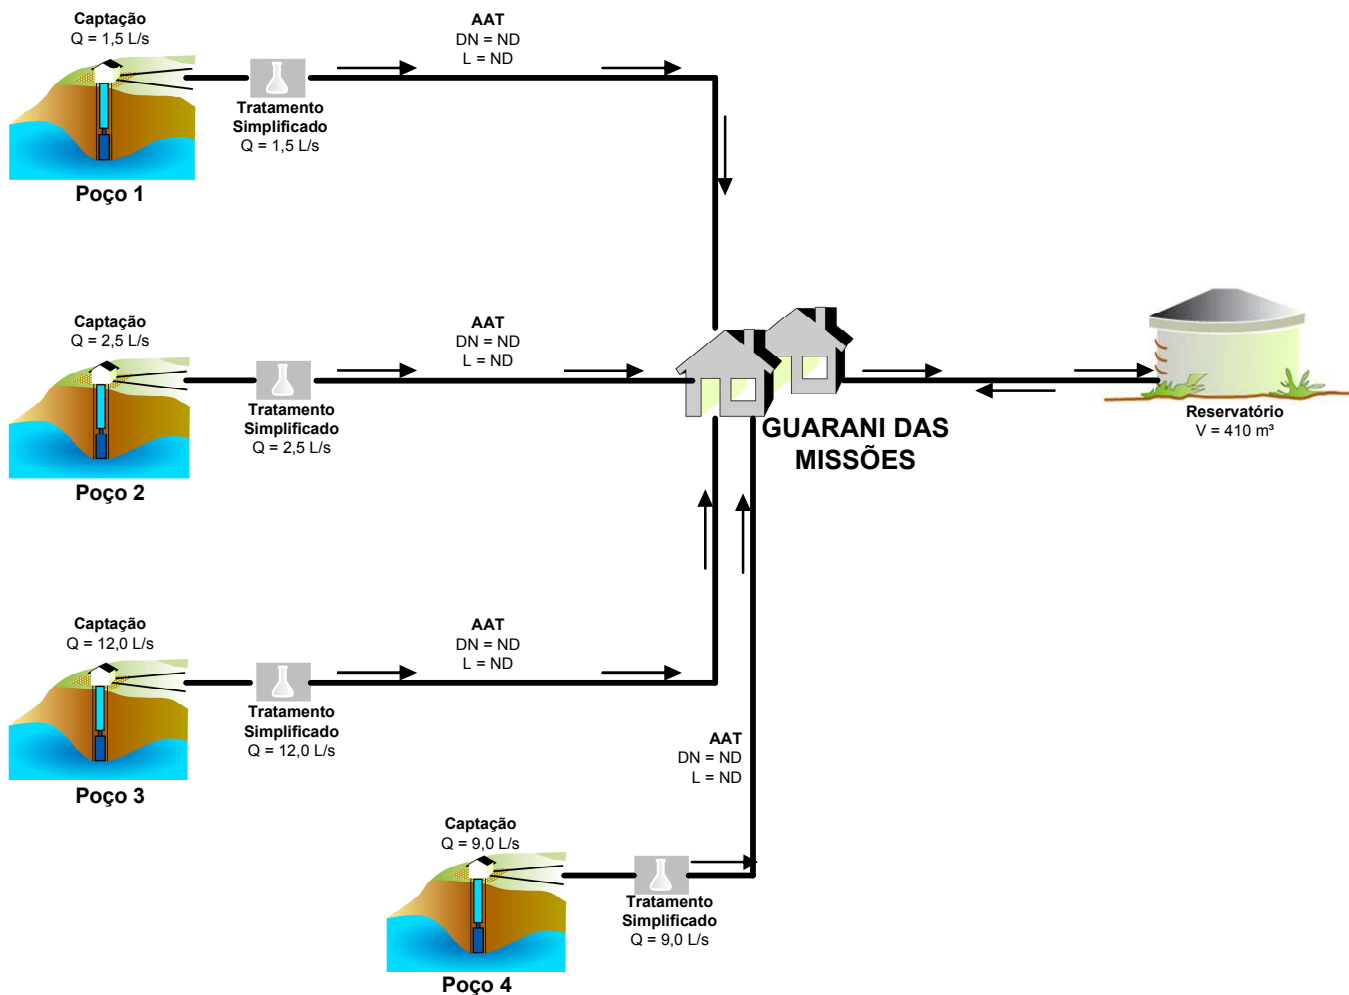 Captação
Q = 1,5 L/s
AAT
DN = ND
L = ND
Tratamento
Simplificado
Q = 1,5 L/s
Poço 1
Captação
Q = 2,5 L/s
AAT
DN = ND
L = ND
Tratamento
Simplificado
Q = 2,5 L/s
Poço 2
GUARANI DAS
MISSÕES
Reservatório
V = 410 m³
Captação
Q = 12,0 L/s
AAT
DN = ND
L = ND
Tratamento
Simplificado
Q = 12,0 L/s
Poço 3
AAT
DN = ND
L = ND
Captação
Q = 9,0 L/s
Tratamento
Simplificado
Q = 9,0 L/s
Poço 4